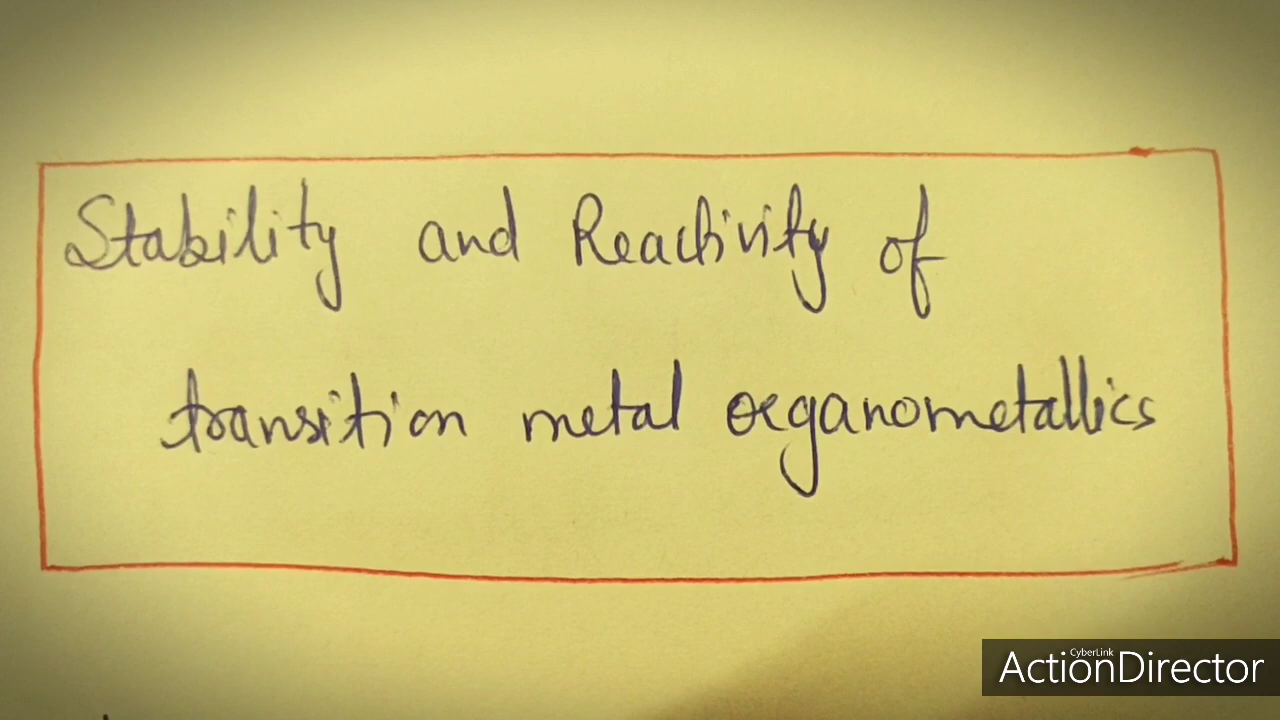 Stability and Reactivity of
transition metal organometallics
CyberLink
ActionDirector